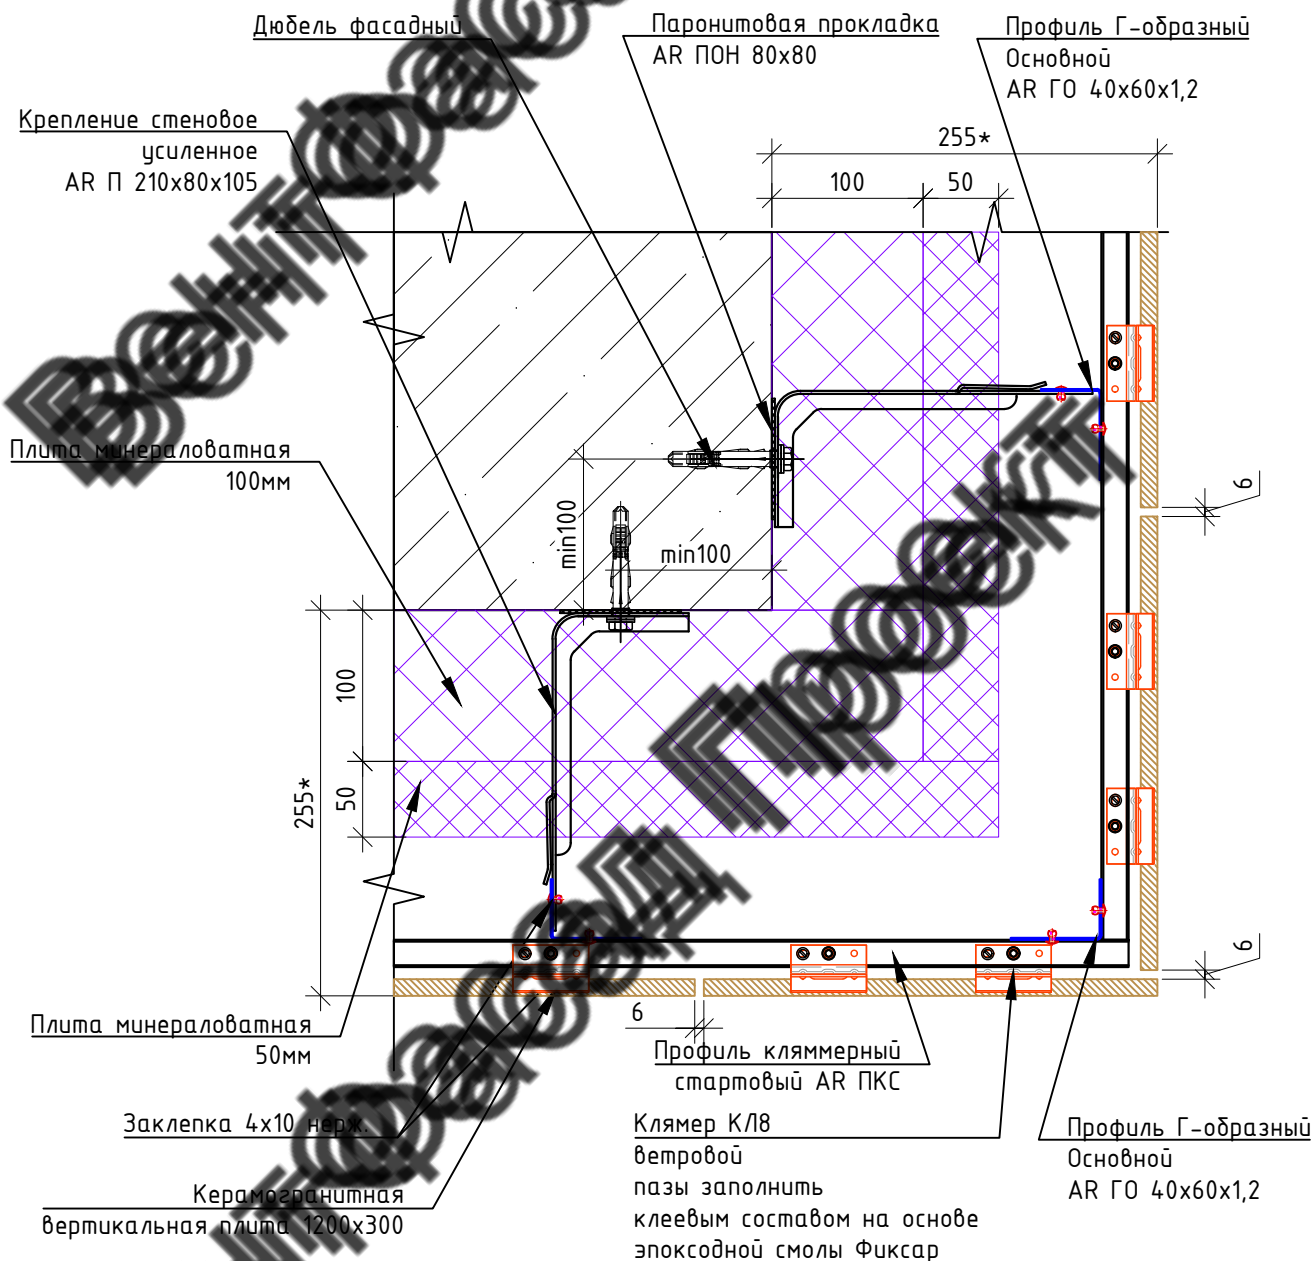 Дюбель фасадный
Паронитовая прокладка
AR ПОН 80х80
Профиль Г-образный
Основной
AR ГО 40х60х1,2
Крепление стеновое
усиленное
AR П 210х80х105
255*
100
50
Плита минераловатная
100мм
6
min100
min100
100
50
255*
6
6
Плита минераловатная
50мм
Профиль кляммерный
стартовый AR ПКС
Заклепка 4х10 нерж.
Клямер КЛ8
ветровой
пазы заполнить
клеевым составом на основе
эпоксодной смолы Фиксар
Профиль Г-образный
Основной
AR ГО 40х60х1,2
Керамогранитная
вертикальная плита 1200х300